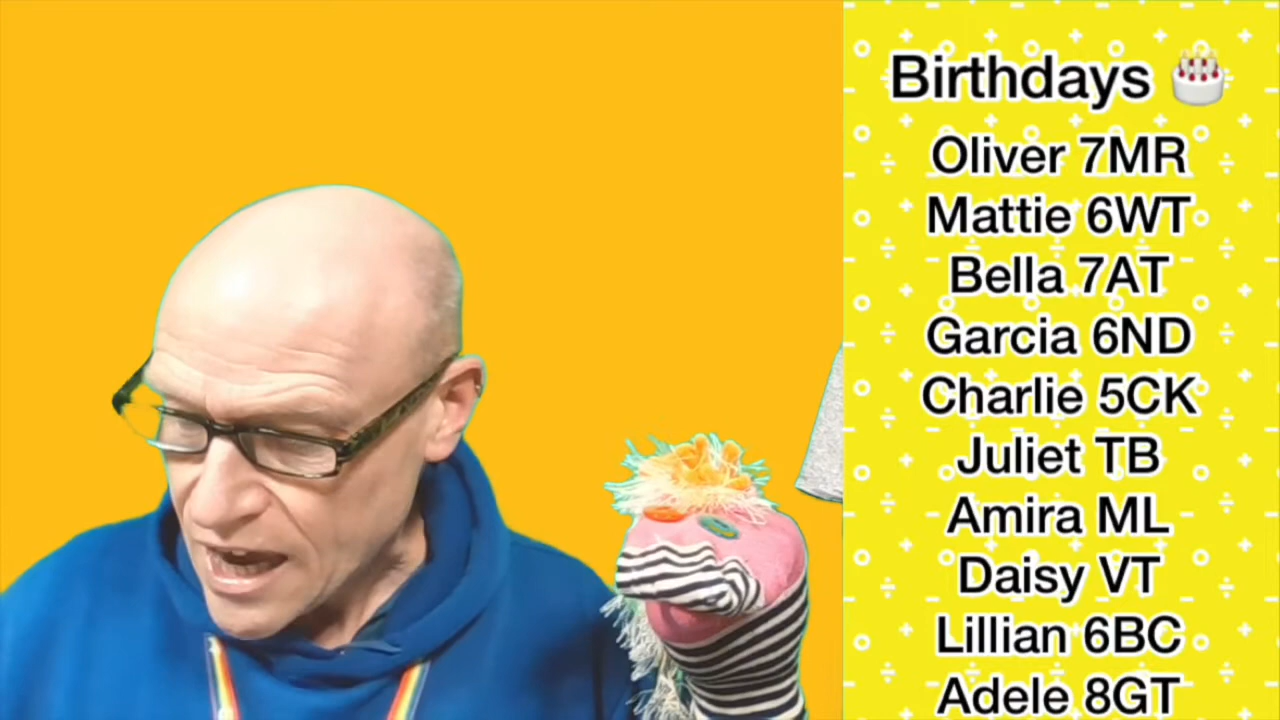 Birthdays 🎂
Oliver 7MR
Mattie 6WT
Bella 7AT
Garcia 6ND
Charlie 5CK
Juliet TB
Amira ML
Daisy VT
Lillian 6BC
Adele 8GT